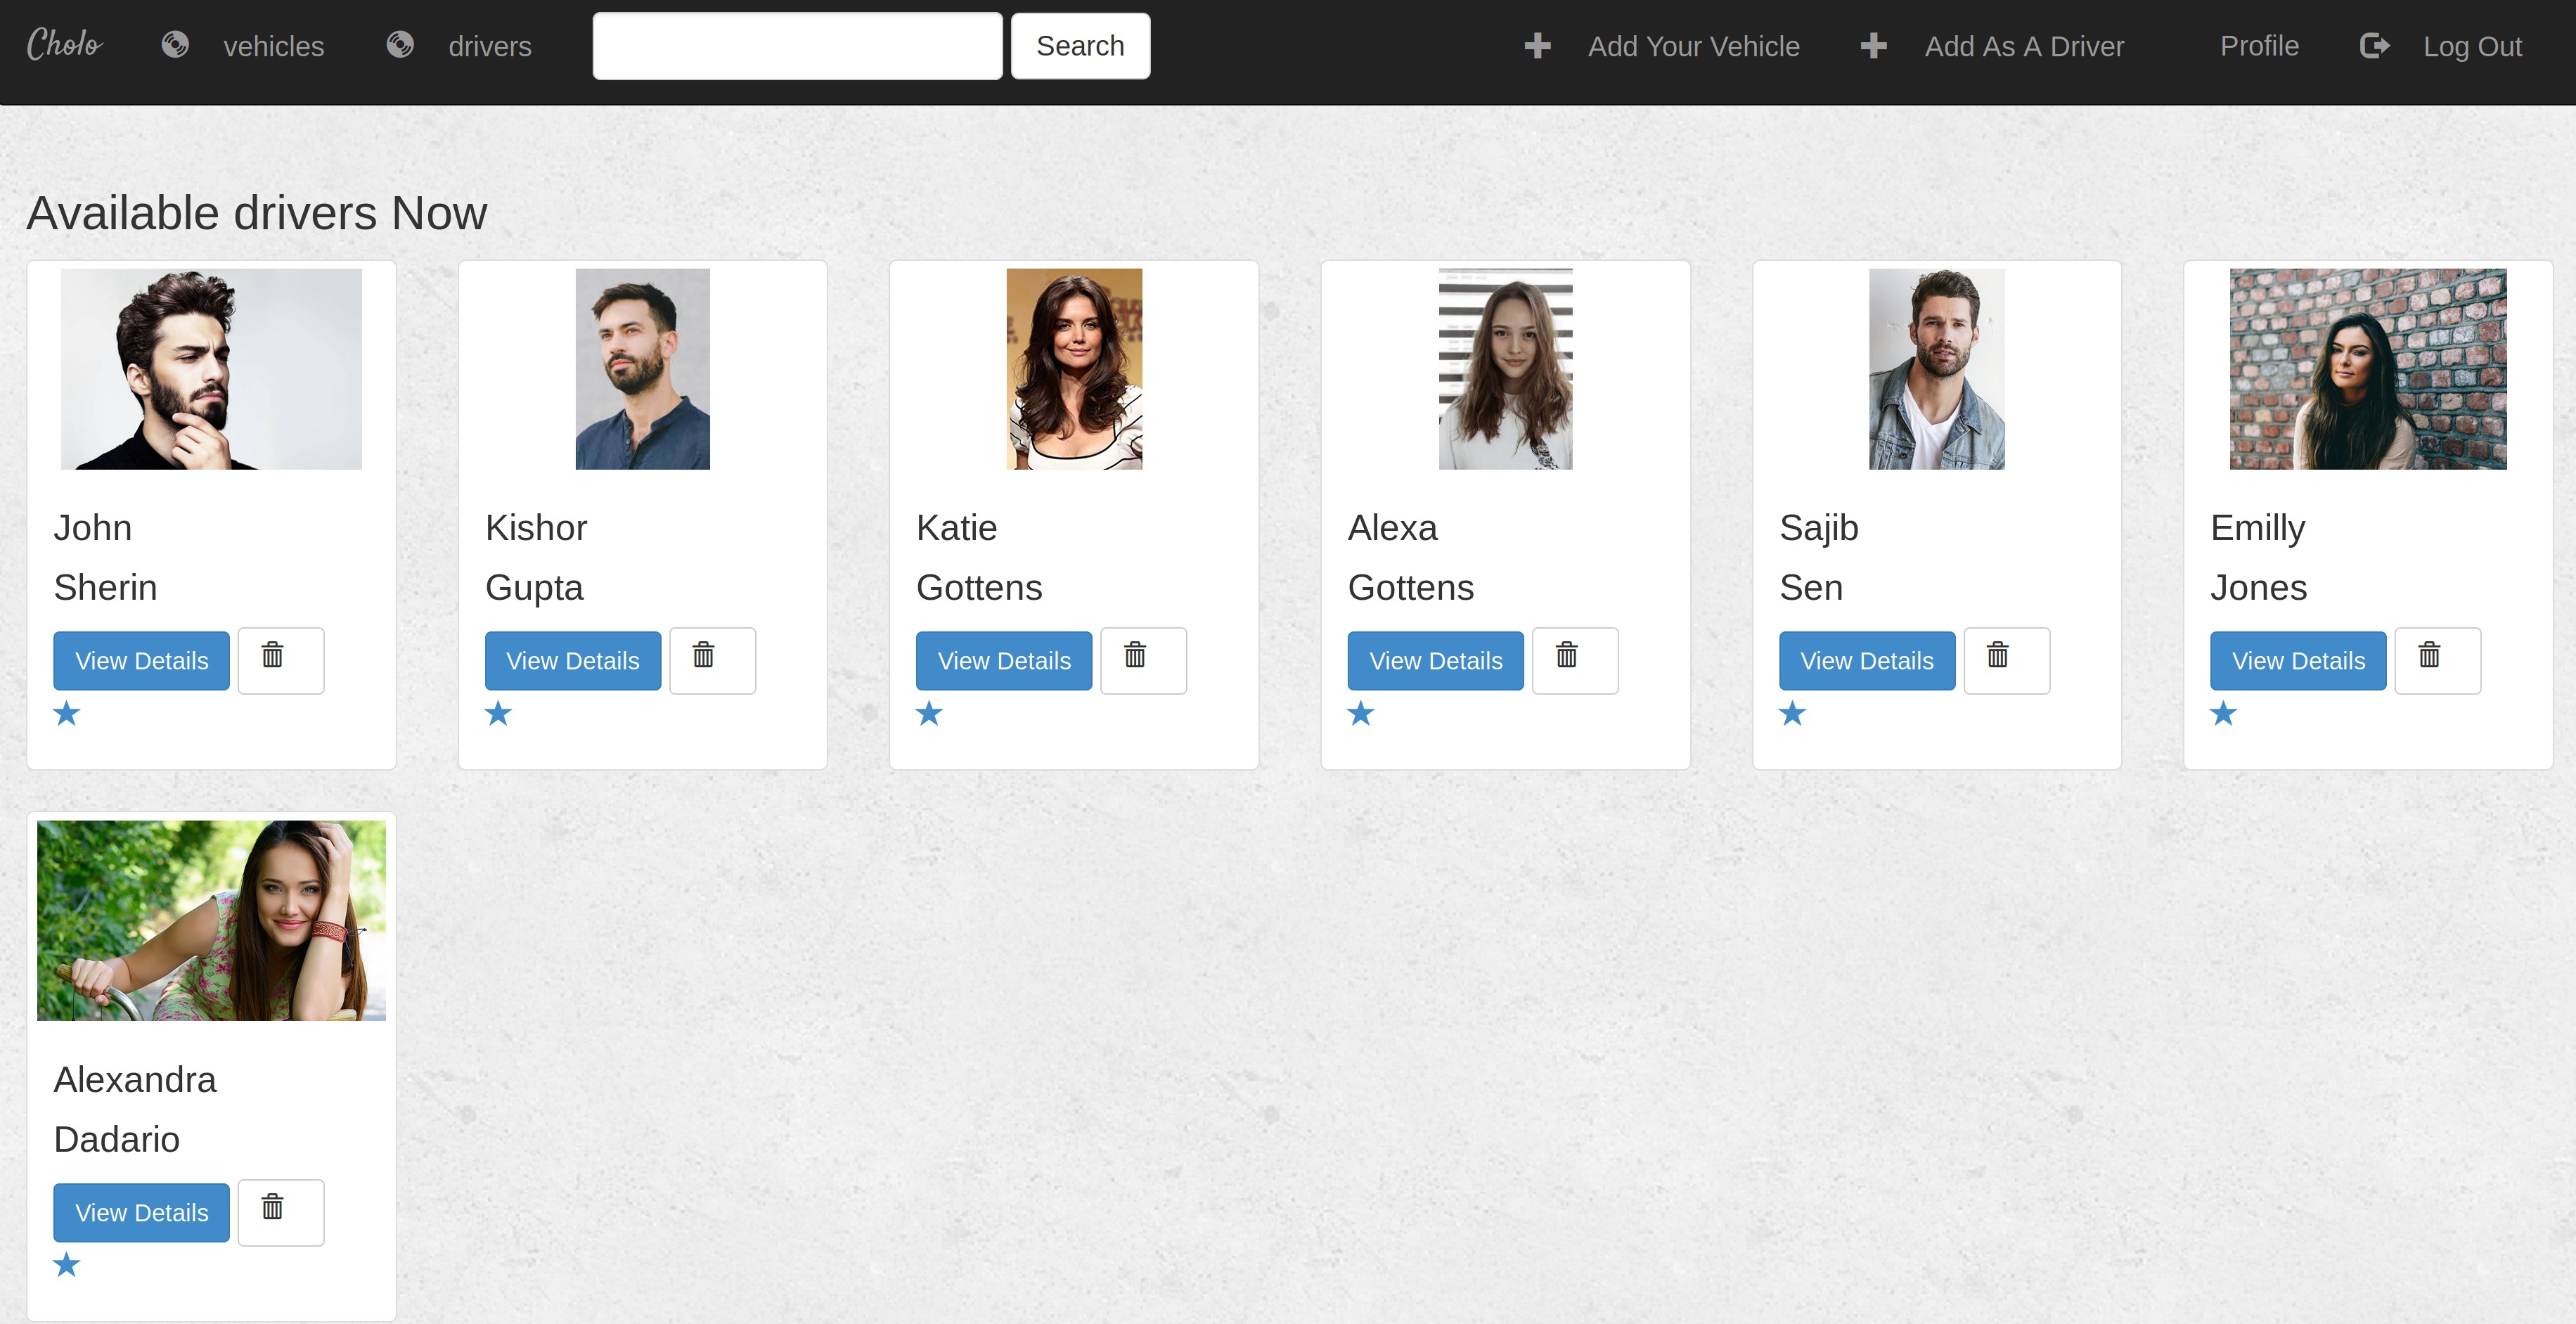 Cholo vehicles drivers Search Add Your Vehicle Add As A Driver Profile Log Out
Available drivers Now
John
Sherin
View Details
Kishor
Gupta
View Details
Katie
Gottens
View Details
Alexa
Gottens
View Details
Sajib
Sen
View Details
Emilly
Jones
View Details
Alexandra
Dadario
View Details